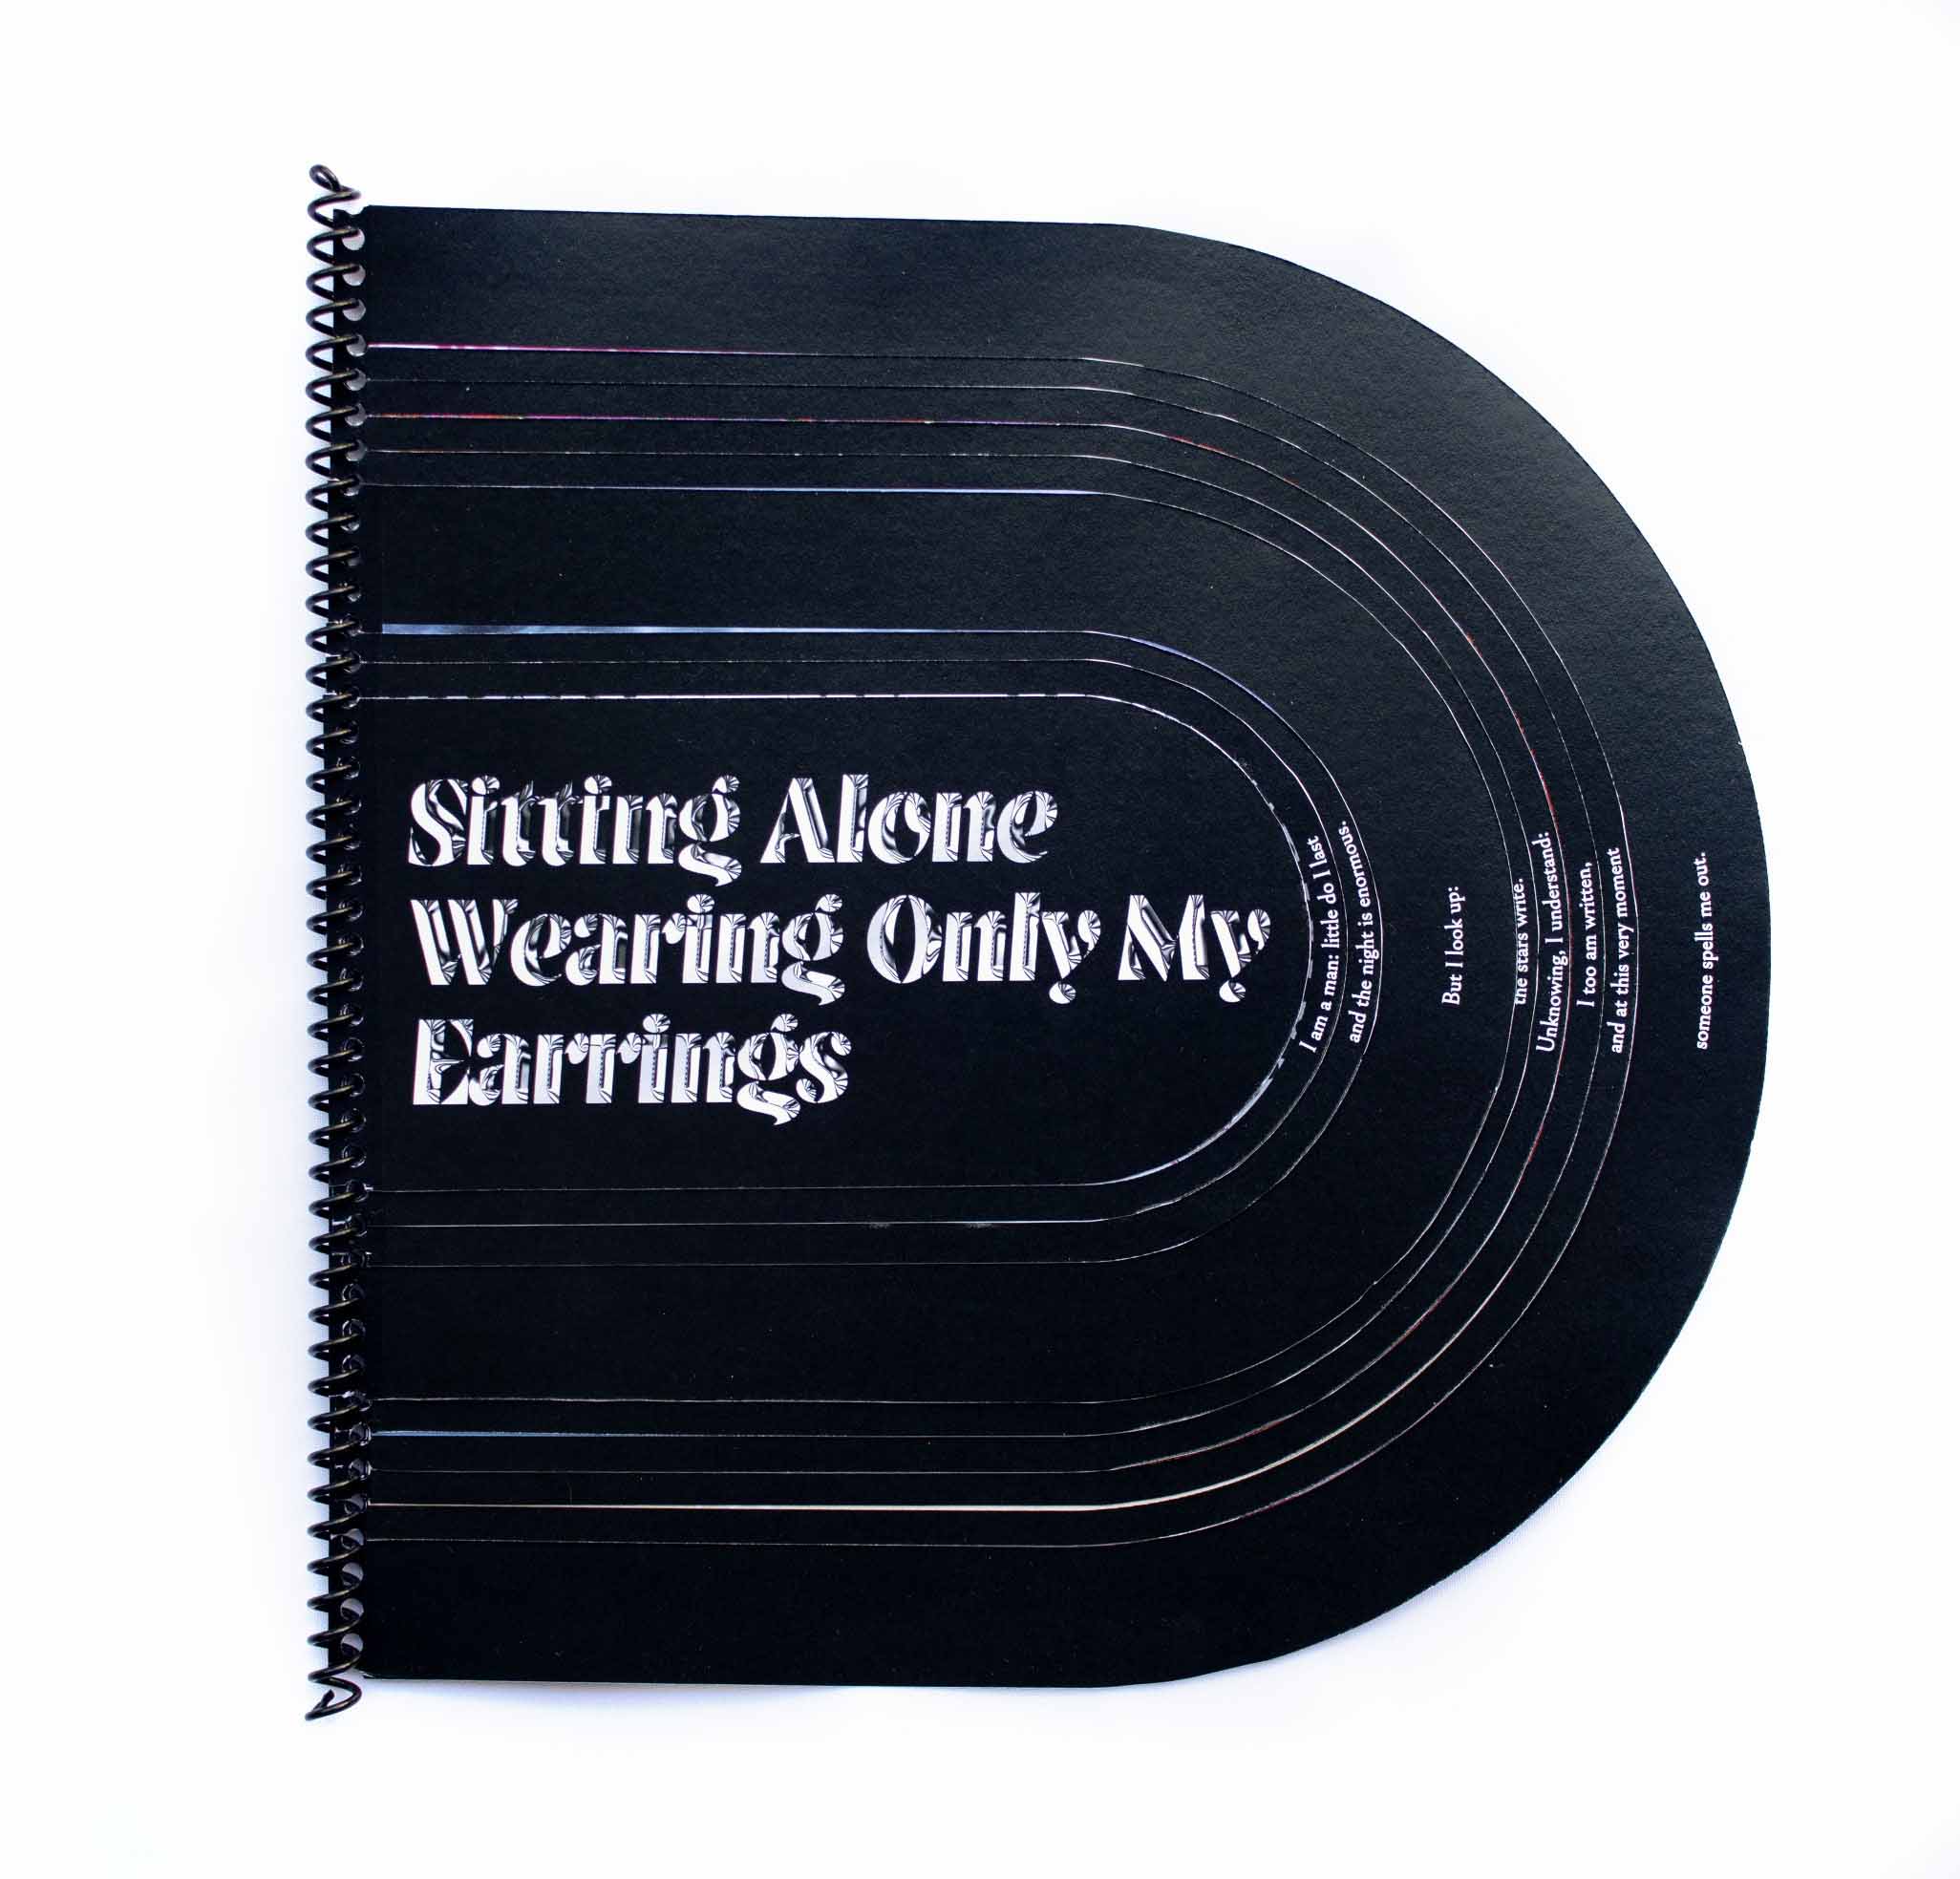 Sitting Alone
Wearing Only My
Earrings
I am a man: little do I last
and the night is enormous.
But I look up:
the stars write.
Unknowing, I understand:
I too am written,
and at this very moment
someone spells me out.